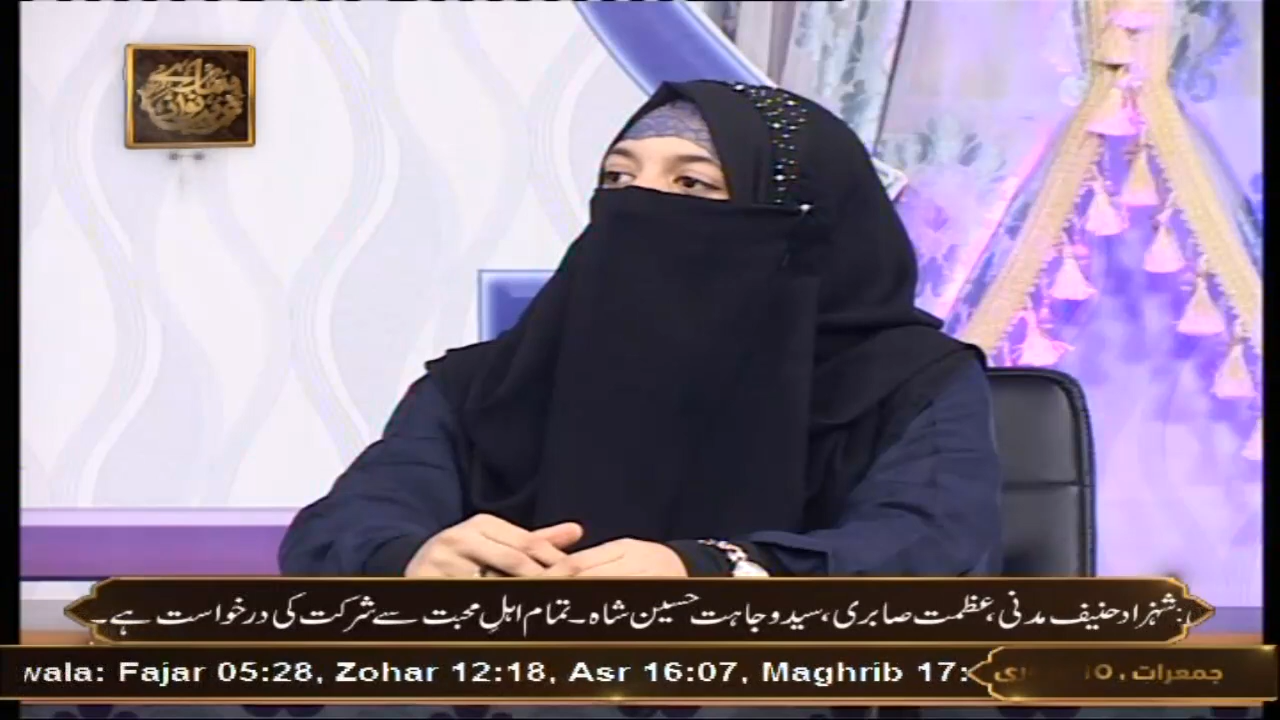 : شہزاد حنیف مدنی، عظمت صابری، سید وجاہت حسین شاہ۔ تمام اہلِ محبت سے شرکت کی درخواست ہے۔
wala: Fajar 05:28, Zohar 12:18, Asr 16:07, Maghrib 17:
جمعرات , 10